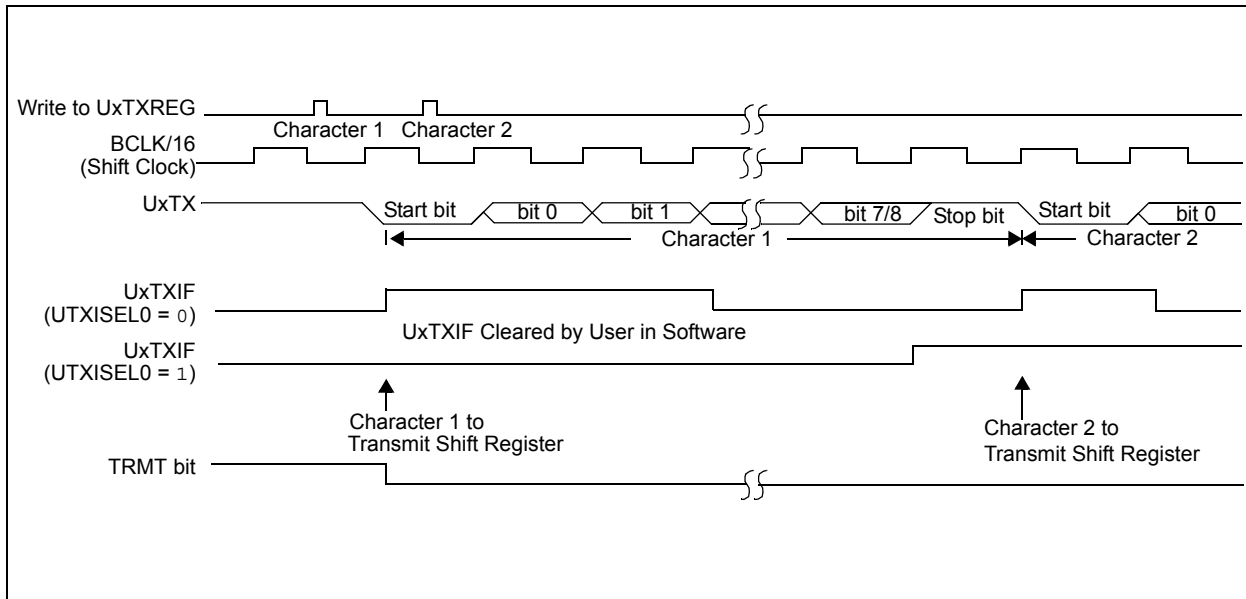 Write to UxTXREG
Character 1
Character 2
BCLK/16
(Shift Clock)
UxTX
Start bit
bit 0
bit 1
bit 7/8
Stop bit
Start bit
bit 0
Character 1
Character 2
UxTXIF
(UTXISEL0 = 0)
UxTXIF Cleared by User in Software
UxTXIF
(UTXISEL0 = 1)
Character 1 to
Transmit Shift Register
Character 2 to
Transmit Shift Register
TRMT bit